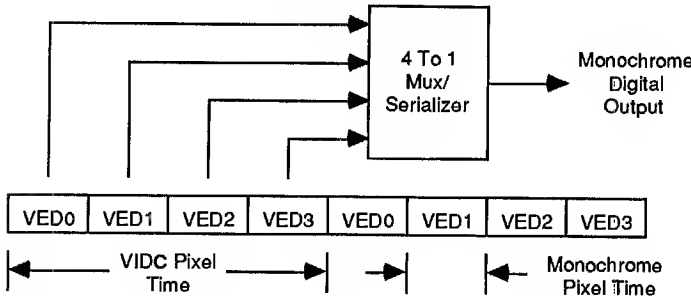 4 To 1
Mux/
Serializer
Monochrome
Digital
Output
VED0 VED1 VED2 VED3 VED0 VED1 VED2 VED3
VIDC Pixel
Time
Monochrome
Pixel Time